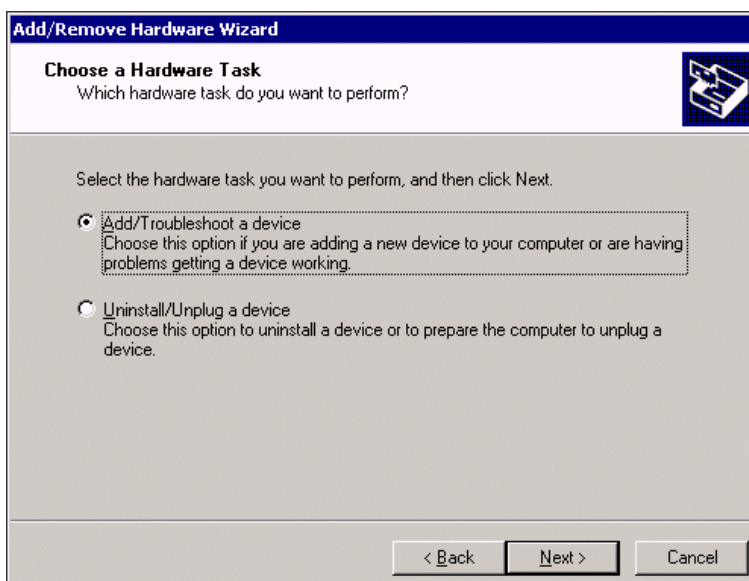 Add/Remove Hardware Wizard
Choose a Hardware Task
Which hardware task do you want to perform?
Select the hardware task you want to perform, and then click Next.
Add/Troubleshoot a device
Choose this option if you are adding a new device to your computer or are having
problems getting a device working.
Uninstall/Unplug a device
Choose this option to uninstall a device or to prepare the computer to unplug a
device.
< Back
Next >
Cancel